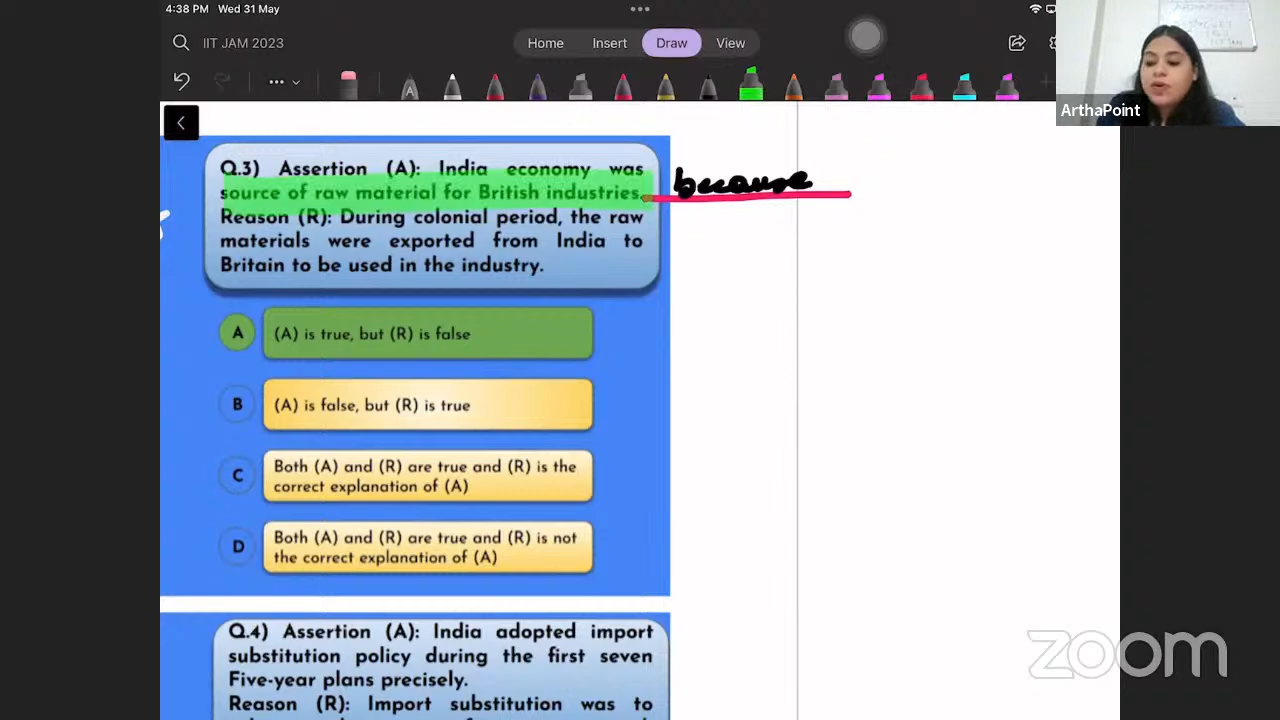 4:38 PM Wed 31 May
IIT JAM 2023
Home Insert Draw View
A
ArthaPoint
Q.3) Assertion (A): India economy was
source of raw material for British industries.
because
Reason (R): During colonial period, the raw
materials were exported from India to
Britain to be used in the industry.
A (A) is true, but (R) is false
B (A) is false, but (R) is true
C Both (A) and (R) are true and (R) is the
correct explanation of (A)
D Both (A) and (R) are true and (R) is not
the correct explanation of (A)
Q.4) Assertion (A): India adopted import
substitution policy during the first seven
Five-year plans precisely.
Reason (R): Import substitution was to
zoom